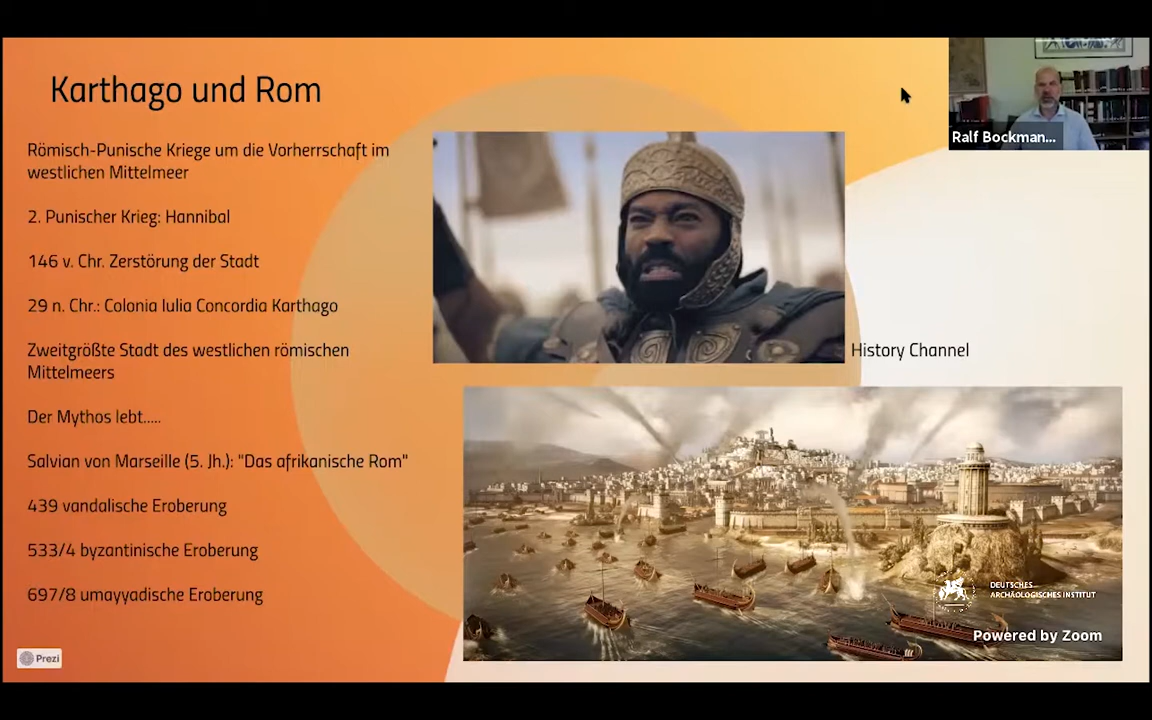 Karthago und Rom
Römisch-Punische Kriege um die Vorherrschaft im
westlichen Mittelmeer
2. Punischer Krieg: Hannibal
146 v. Chr. Zerstörung der Stadt
29 n. Chr.: Colonia Iulia Concordia Karthago
Zweitgrößte Stadt des westlichen römischen
Mittelmeers
Der Mythos lebt.....
Salvian von Marseille (5. Jh.): "Das afrikanische Rom"
439 vandalische Eroberung
533/4 byzantinische Eroberung
697/8 umayyadische Eroberung
Prezi
Ralf Bockman...
History Channel
DEUTSCHES
ARCHÄOLOGISCHES INSTITUT
Powered by Zoom